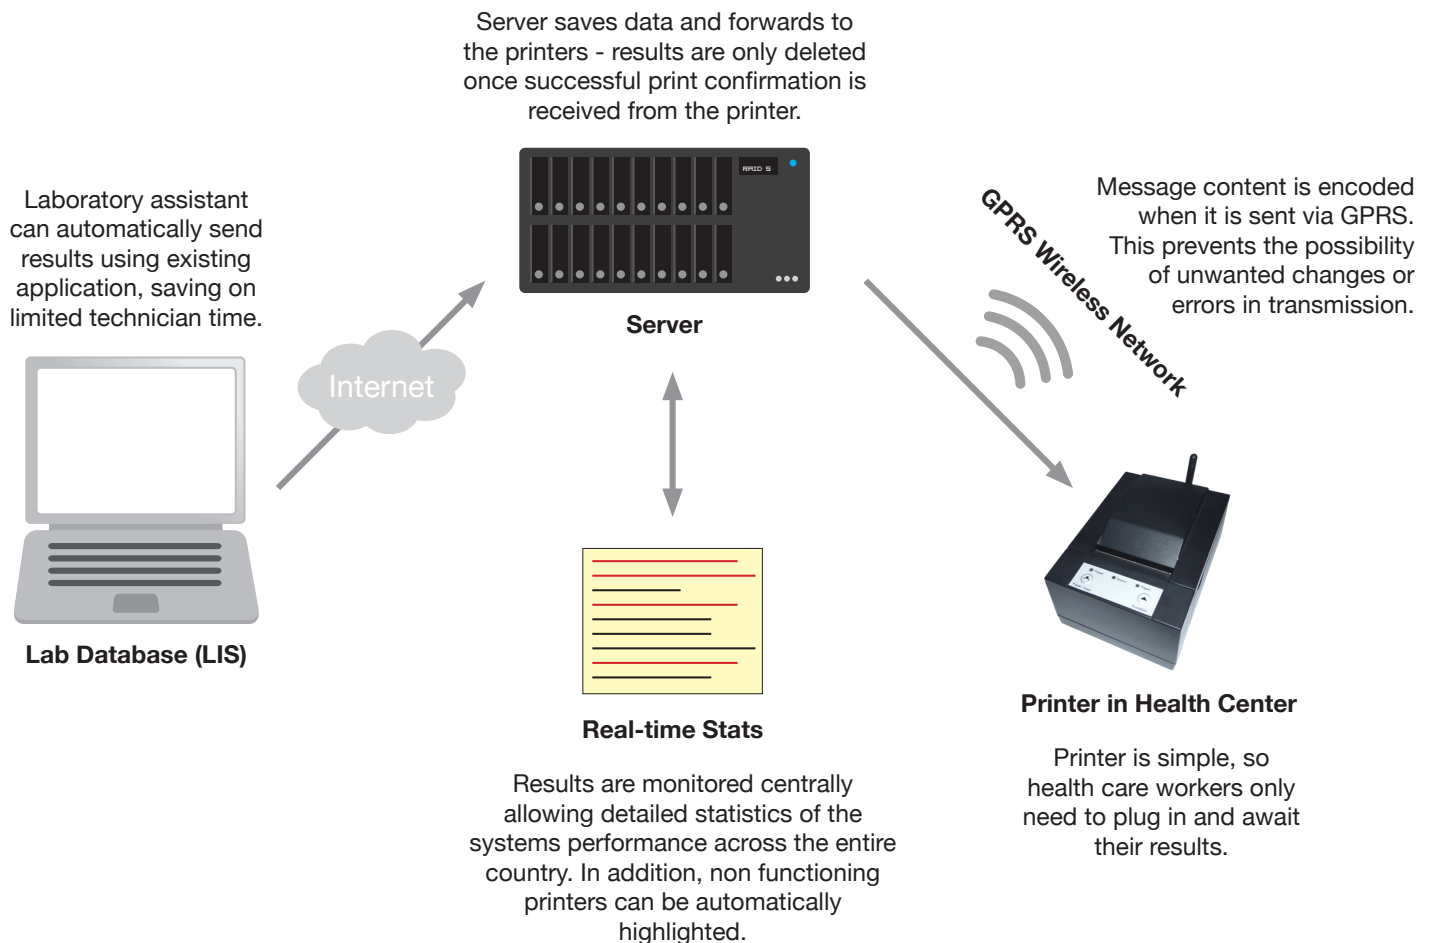 Server saves data and forwards to
the printers - results are only deleted
once successful print confirmation is
received from the printer.
RAID 5
Server
Laboratory assistant
can automatically send
results using existing
application, saving on
limited technician time.
Internet
Lab Database (LIS)
GPRS Wireless Network
Message content is encoded
when it is sent via GPRS.
This prevents the possibility
of unwanted changes or
errors in transmission.
Real-time Stats
Results are monitored centrally
allowing detailed statistics of the
systems performance across the entire
country. In addition, non functioning
printers can be automatically
highlighted.
Printer in Health Center
Printer is simple, so
health care workers only
need to plug in and await
their results.